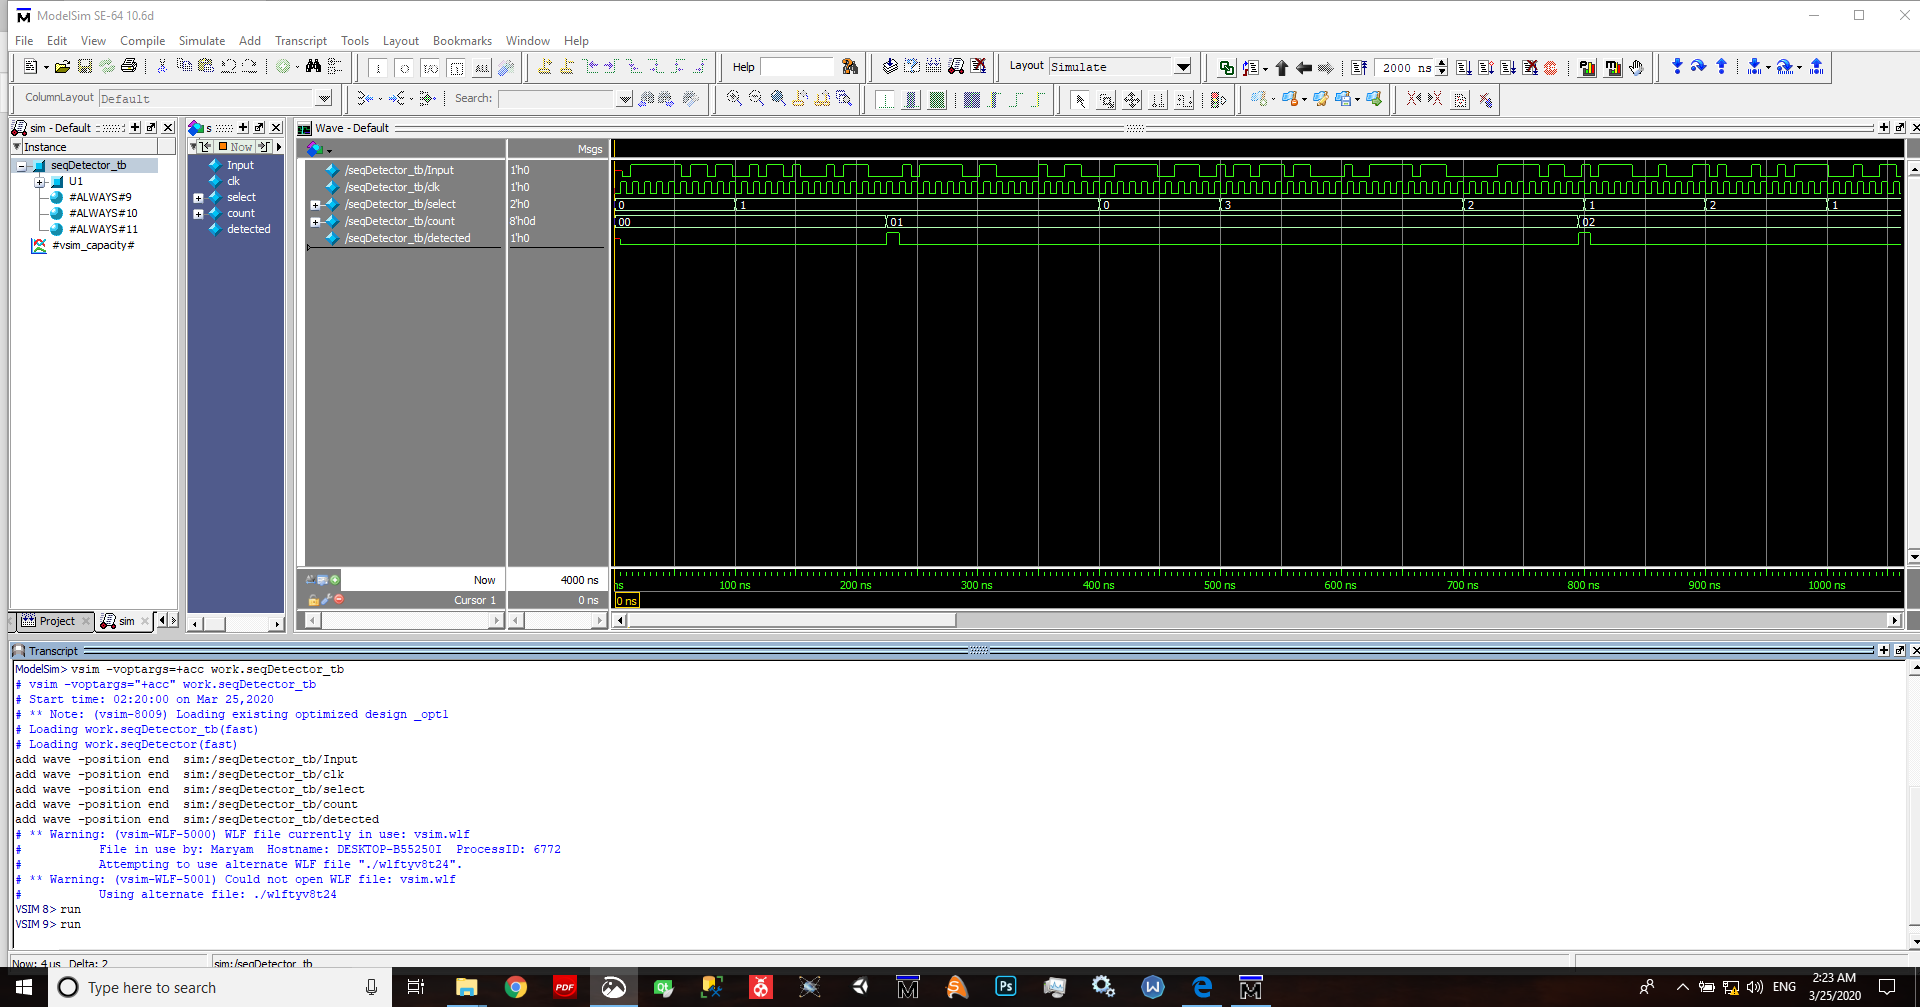 ModelSim SE-64 10.6d
File Edit View Compile Simulate Add Transcript Tools Layout Bookmarks Window Help
Help Layout Simulate 2000 ns
ColumnLayout Default Search:
sim - Default s Wave - Default
Instance Now Msgs
seqDetector_tb
U1
#ALWAYS#9
#ALWAYS#10
#ALWAYS#11
#vsim_capacity#
Input
clk
select
count
detected
/seqDetector_tb/Input 1'h0
/seqDetector_tb/clk 1'h0
/seqDetector_tb/select 2'h0 0 1 0 3 2 1 2 1
/seqDetector_tb/count 8'h0d 00 01 02
/seqDetector_tb/detected 1'h0
Now 4000 ns ns 100 ns 200 ns 300 ns 400 ns 500 ns 600 ns 700 ns 800 ns 900 ns 1000 ns
Cursor 1 0 ns 0 ns
Project sim
Transcript
ModelSim> vsim -voptargs=+acc work.seqDetector_tb
# vsim -voptargs="+acc" work.seqDetector_tb
# Start time: 02:20:00 on Mar 25,2020
# ** Note: (vsim-8009) Loading existing optimized design _opt1
# Loading work.seqDetector_tb(fast)
# Loading work.seqDetector(fast)
add wave -position end sim:/seqDetector_tb/Input
add wave -position end sim:/seqDetector_tb/clk
add wave -position end sim:/seqDetector_tb/select
add wave -position end sim:/seqDetector_tb/count
add wave -position end sim:/seqDetector_tb/detected
# ** Warning: (vsim-WLF-5000) WLF file currently in use: vsim.wlf
# File in use by: Maryam Hostname: DESKTOP-B55250I ProcessID: 6772
# Attempting to use alternate WLF file "./wlftyv8t24".
# ** Warning: (vsim-WLF-5001) Could not open WLF file: vsim.wlf
# Using alternate file: ./wlftyv8t24
VSIM 8> run
VSIM 9> run
Now: 4 us Delta: 2 sim:/seqDetector_tb
Type here to search
PDF Qt Ps ENG 2:23 AM
3/25/2020